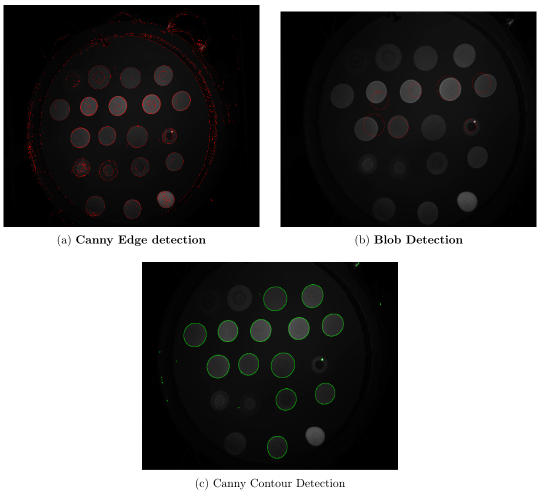 (a) Canny Edge detection
(b) Blob Detection
(c) Canny Contour Detection